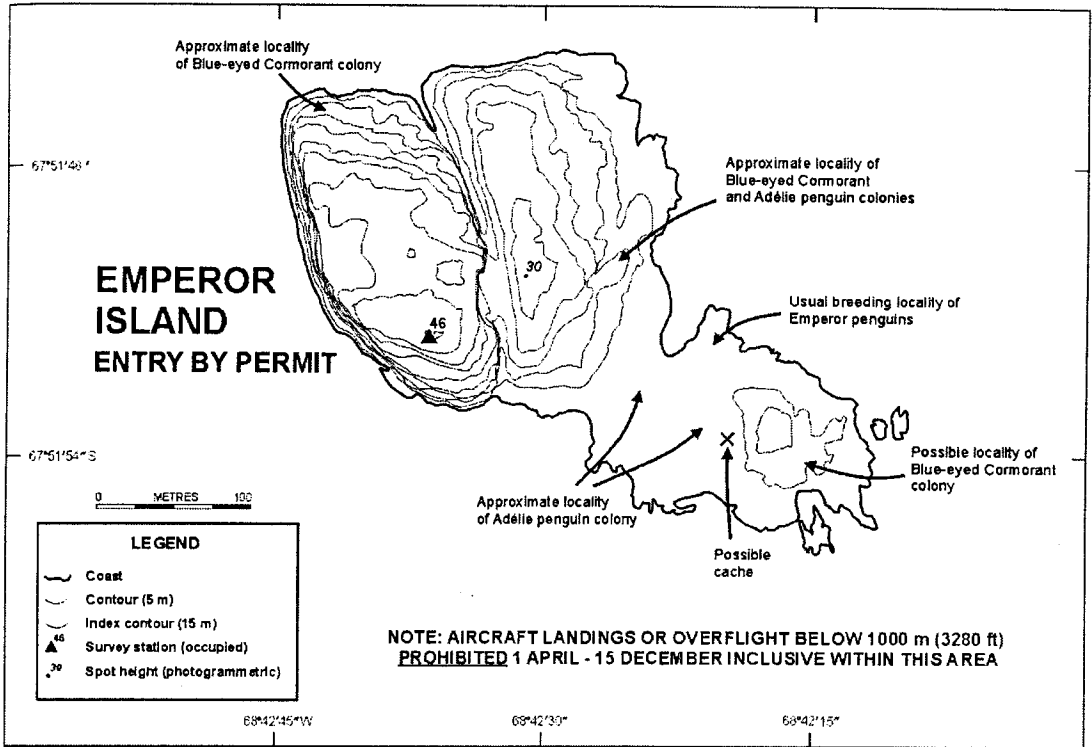 Approximate locality
of Blue-eyed Cormorant colony
67°51'48"
Approximate locality of
Blue-eyed Cormorant
and Adélie penguin colonies
30
EMPEROR
ISLAND
ENTRY BY PERMIT
46
Usual breeding locality of
Emperor penguins
67°51'54"S
0 METRES 100
Approximate locality
of Adélie penguin colony
Possible locality of
Blue-eyed Cormorant
colony
Possible
cache
LEGEND
Coast
Contour (5 m)
Index contour (15 m)
46
Survey station (occupied)
30
Spot height (photogrammetric)
NOTE: AIRCRAFT LANDINGS OR OVERFLIGHT BELOW 1000 m (3280 ft)
PROHIBITED 1 APRIL - 15 DECEMBER INCLUSIVE WITHIN THIS AREA
68°42'45"W
68°42'30"
68°42'15"